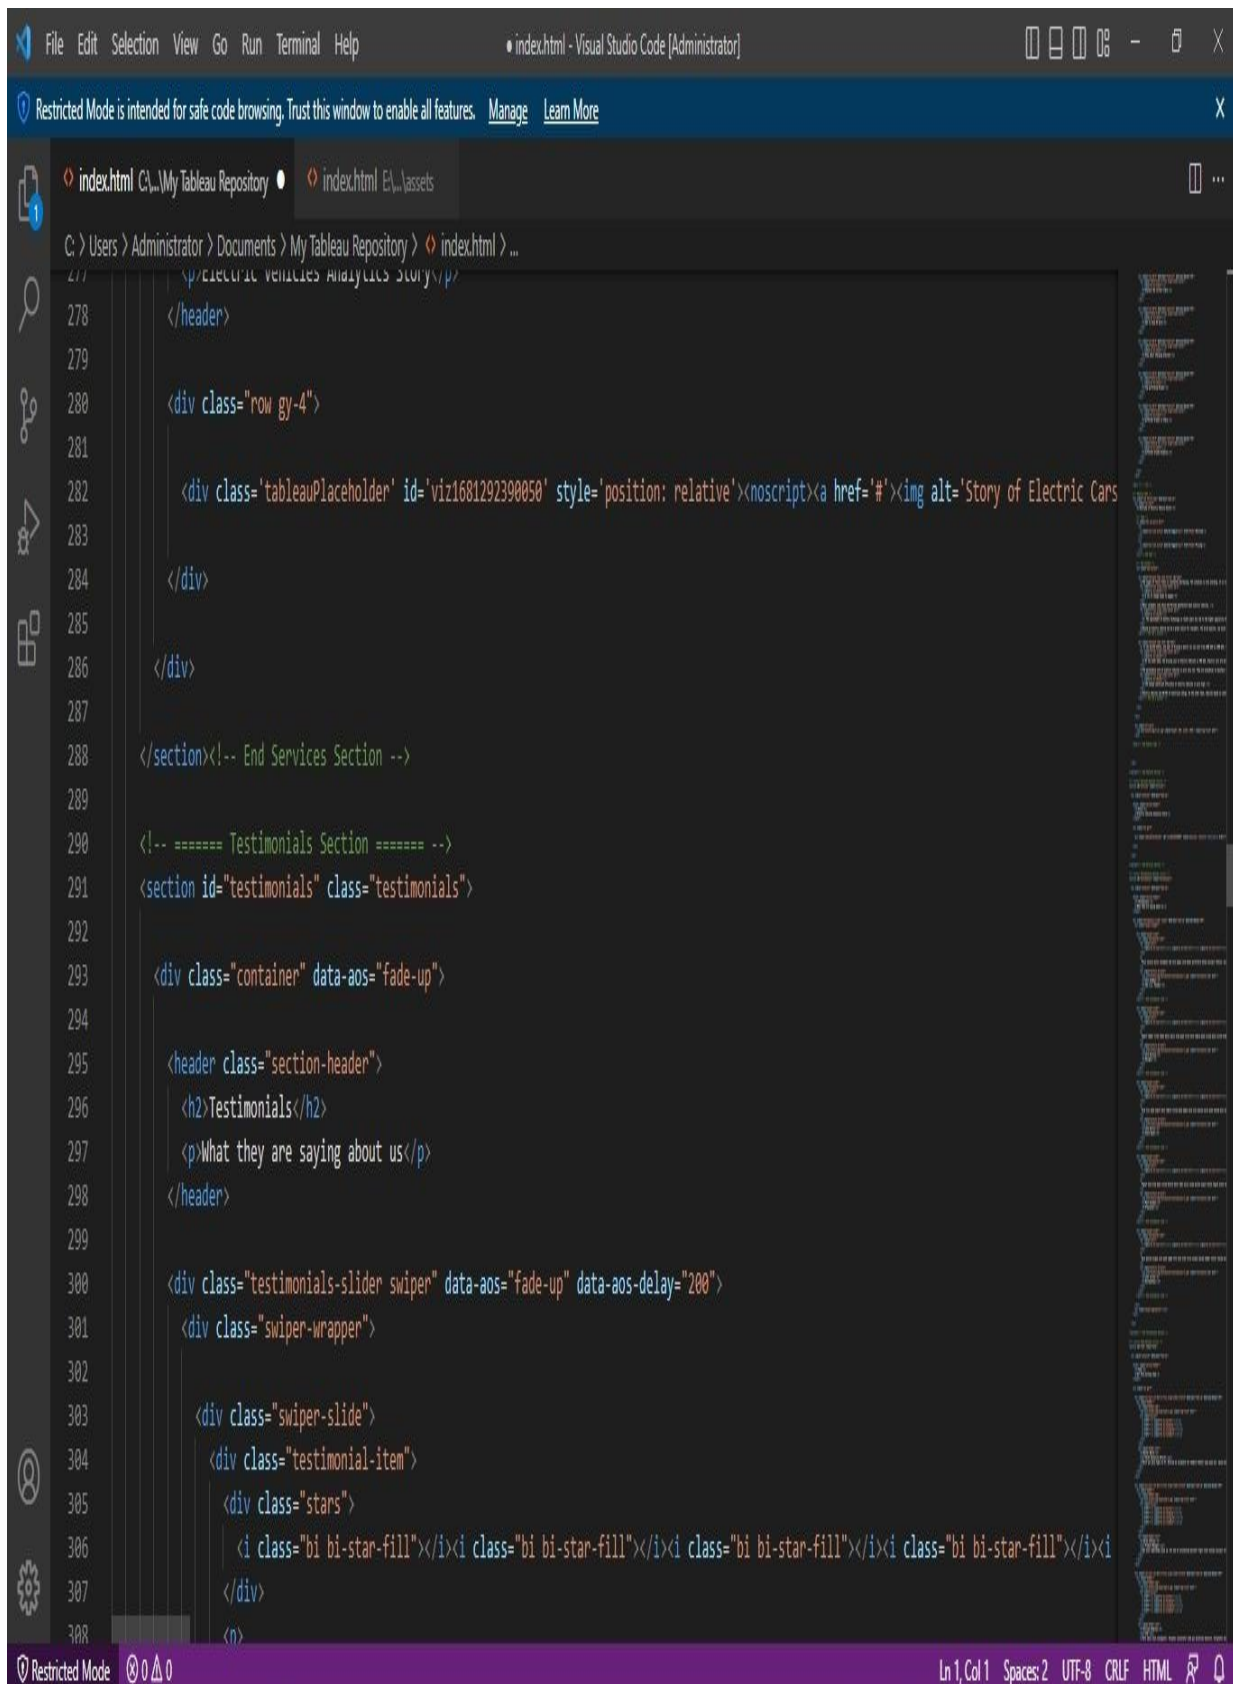 File Edit Selection View Go Run Terminal Help ● index.html - Visual Studio Code [Administrator]
Restricted Mode is intended for safe code browsing. Trust this window to enable all features. Manage Learn More
index.html C:\...\My Tableau Repository ● index.html E:\...\assets
1
C: > Users > Administrator > Documents > My Tableau Repository > index.html > ...
277 <p>Electric Vehicles Analytics Story</p>
278 </header>
279
280 <div class="row gy-4">
281
282 <div class='tableauPlaceholder' id='viz1681292390050' style='position: relative'><noscript><a href='#'><img alt='Story of Electric Cars
283
284 </div>
285
286 </div>
287
288 </section><!-- End Services Section -->
289
290 <!-- ======= Testimonials Section ======= -->
291 <section id="testimonials" class="testimonials">
292
293 <div class="container" data-aos="fade-up">
294
295 <header class="section-header">
296 <h2>Testimonials</h2>
297 <p>What they are saying about us</p>
298 </header>
299
300 <div class="testimonials-slider swiper" data-aos="fade-up" data-aos-delay="200">
301 <div class="swiper-wrapper">
302
303 <div class="swiper-slide">
304 <div class="testimonial-item">
305 <div class="stars">
306 <i class="bi bi-star-fill"></i><i class="bi bi-star-fill"></i><i class="bi bi-star-fill"></i><i class="bi bi-star-fill"></i><i
307 </div>
308 <p>
Restricted Mode 0 0 Ln 1, Col 1 Spaces: 2 UTF-8 CRLF HTML